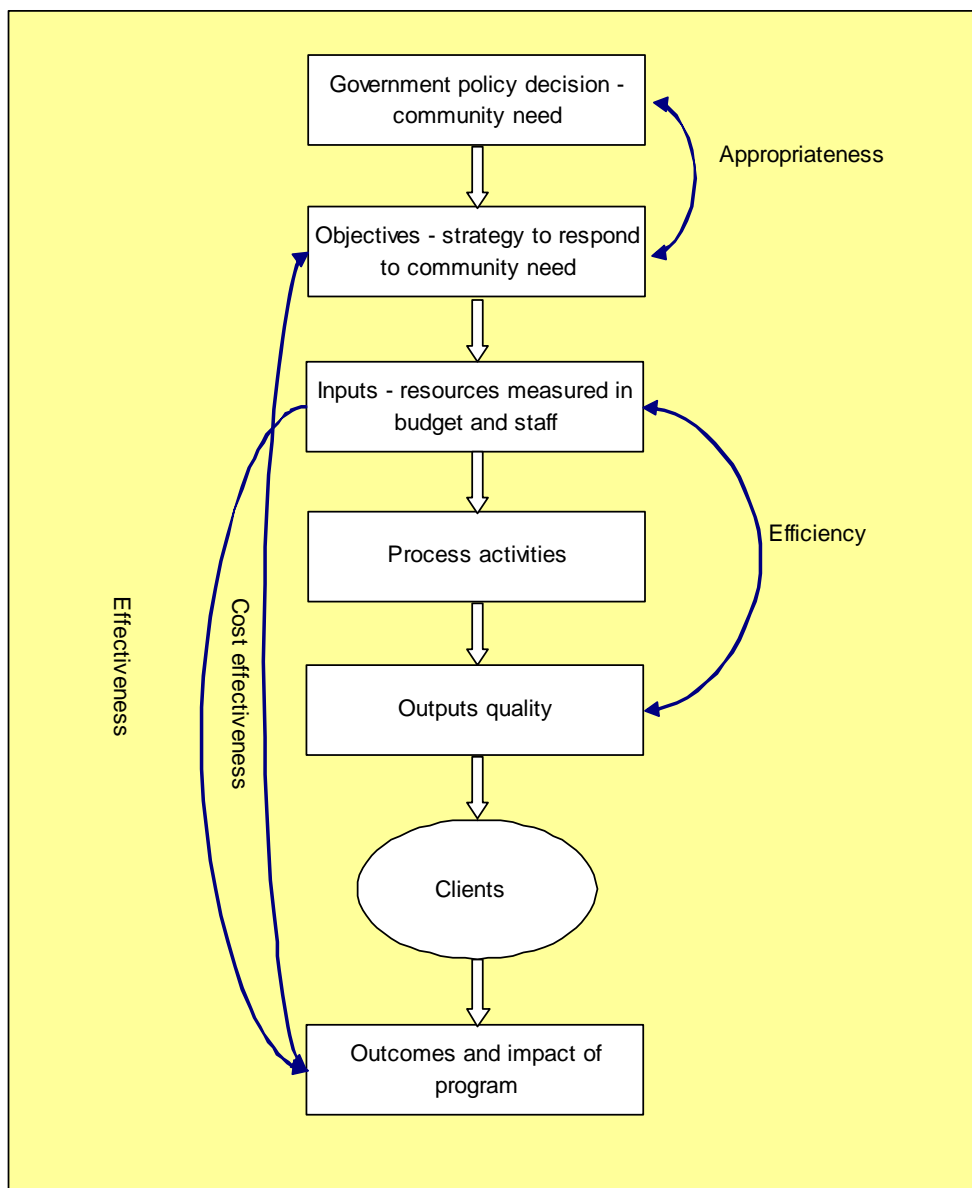 Government policy decision -
community need
Appropriateness
Objectives - strategy to respond
to community need
Inputs - resources measured in
budget and staff
Efficiency
Process activities
Effectiveness
Cost effectiveness
Outputs quality
Clients
Outcomes and impact of
program